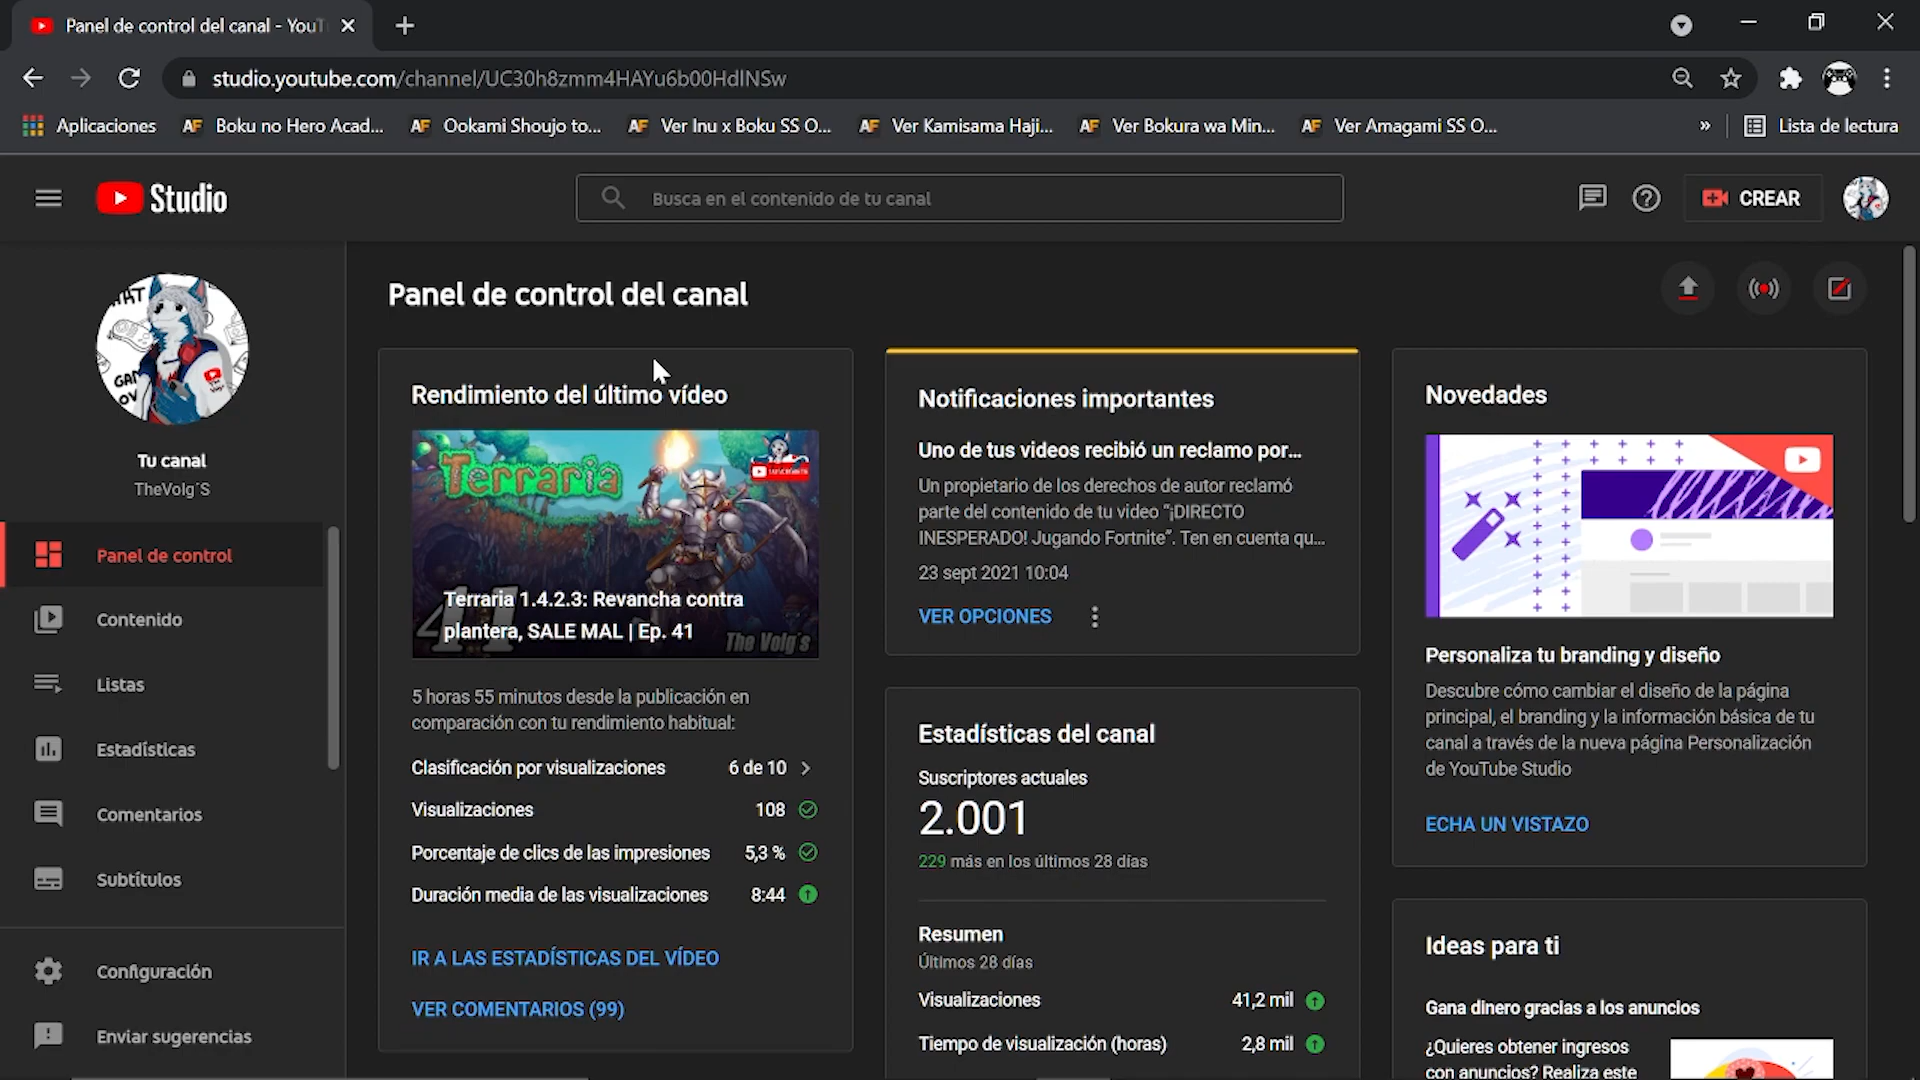 Panel de control del canal - YouT
studio.youtube.com/channel/UC30h8zmm4HAYu6b00HdlNSw
Aplicaciones
AF Boku no Hero Acad...
AF Ookami Shoujo to...
AF Ver Inu x Boku SS O...
AF Ver Kamisama Haji...
AF Ver Bokura wa Min...
AF Ver Amagami SS O...
»
Lista de lectura
Studio
Busca en el contenido de tu canal
CREAR
Tu canal
TheVolg´S
Panel de control
Contenido
Listas
Estadísticas
Comentarios
Subtítulos
Configuración
Enviar sugerencias
Panel de control del canal
Rendimiento del último vídeo
Terraria
41
Terraria 1.4.2.3: Revancha contra
plantera, SALE MAL | Ep. 41
The Volg's
5 horas 55 minutos desde la publicación en
comparación con tu rendimiento habitual:
Clasificación por visualizaciones 6 de 10
Visualizaciones 108
Porcentaje de clics de las impresiones 5,3 %
Duración media de las visualizaciones 8:44
IR A LAS ESTADÍSTICAS DEL VÍDEO
VER COMENTARIOS (99)
Notificaciones importantes
Uno de tus videos recibió un reclamo por...
Un propietario de los derechos de autor reclamó
parte del contenido de tu video “¡DIRECTO
INESPERADO! Jugando Fortnite”. Ten en cuenta qu...
23 sept 2021 10:04
VER OPCIONES
Estadísticas del canal
Suscriptores actuales
2.001
229 más en los últimos 28 días
Resumen
Últimos 28 días
Visualizaciones 41,2 mil
Tiempo de visualización (horas) 2,8 mil
Novedades
Personaliza tu branding y diseño
Descubre cómo cambiar el diseño de la página
principal, el branding y la información básica de tu
canal a través de la nueva página Personalización
de YouTube Studio
ECHA UN VISTAZO
Ideas para ti
Gana dinero gracias a los anuncios
¿Quieres obtener ingresos
con anuncios? Realiza este